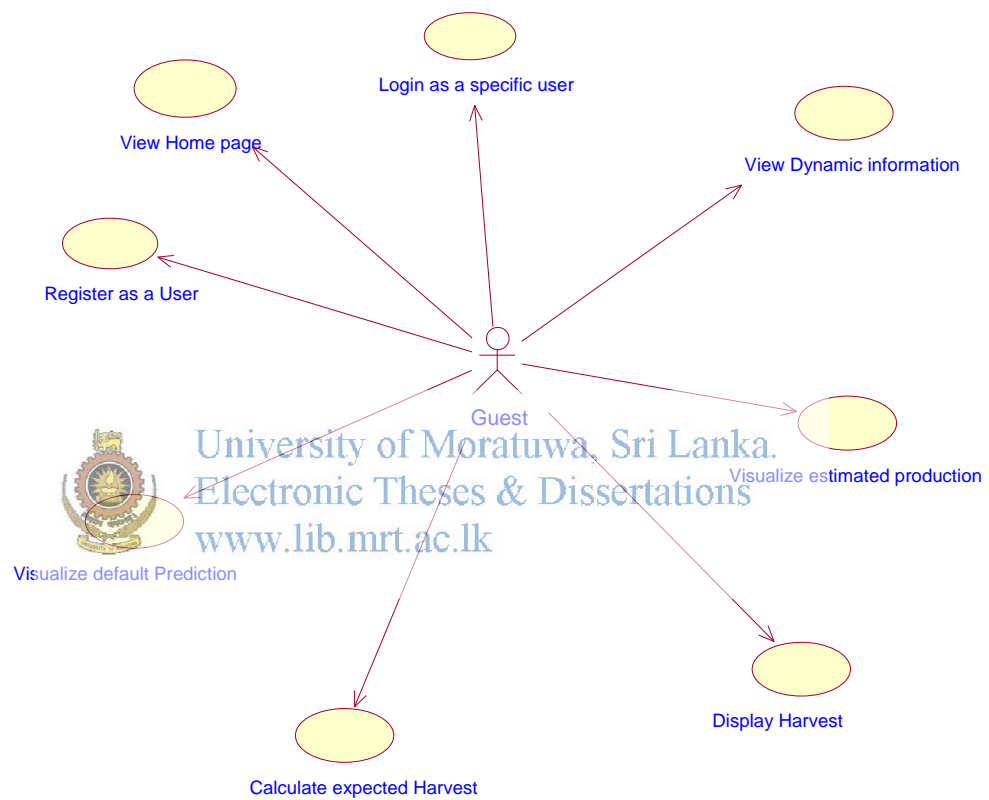 Login as a specific user
View Home page
View Dynamic information
Register as a User
Guest
University of Moratuwa, Sri Lanka.
Electronic Theses & Dissertations
www.lib.mrt.ac.lk
Visualize estimated production
Visualize default Prediction
Display Harvest
Calculate expected Harvest